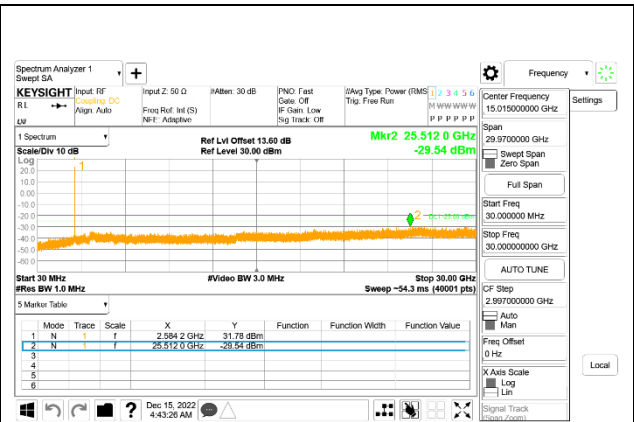 Spectrum Analyzer 1
Swept SA
Frequency
KEYSIGHT
RL
Input: RF
Coupling: DC
Align: Auto
Input Z: 50 Ω
Freq Ref: Int (S)
NFE: Adaptive
#Atten: 30 dB
PNO: Fast
Gate: Off
IF Gain: Low
Sig Track: Off
#Avg Type: Power (RMS
Trig: Free Run
1 2 3 4 5 6
M W W W W W
P P P P P P
1 Spectrum
Scale/Div 10 dB
Ref Lvl Offset 13.60 dB
Ref Level 30.00 dBm
Mkr2 25.512 0 GHz
-29.54 dBm
Log
20.0
10.0
0.00
-10.0
-20.0
-30.0
-40.0
-50.0
-60.0
1
2
Start 30 MHz
#Res BW 1.0 MHz
#Video BW 3.0 MHz
Stop 30.00 GHz
Sweep ~54.3 ms (40001 pts)
5 Marker Table
Mode Trace Scale X Y Function Function Width Function Value
1 N 1 f 2.584 2 GHz 31.78 dBm
2 N 1 f 25.512 0 GHz -29.54 dBm
3
4
5
6
Dec 15, 2022
4:43:26 AM
Center Frequency
15.015000000 GHz
Span
29.9700000 GHz
Swept Span
Zero Span
Full Span
Start Freq
30.000000 MHz
Stop Freq
30.000000000 GHz
AUTO TUNE
CF Step
2.997000000 GHz
Auto
Man
Freq Offset
0 Hz
X Axis Scale
Log
Lin
Signal Track
(Span Zoom)
Settings
Local